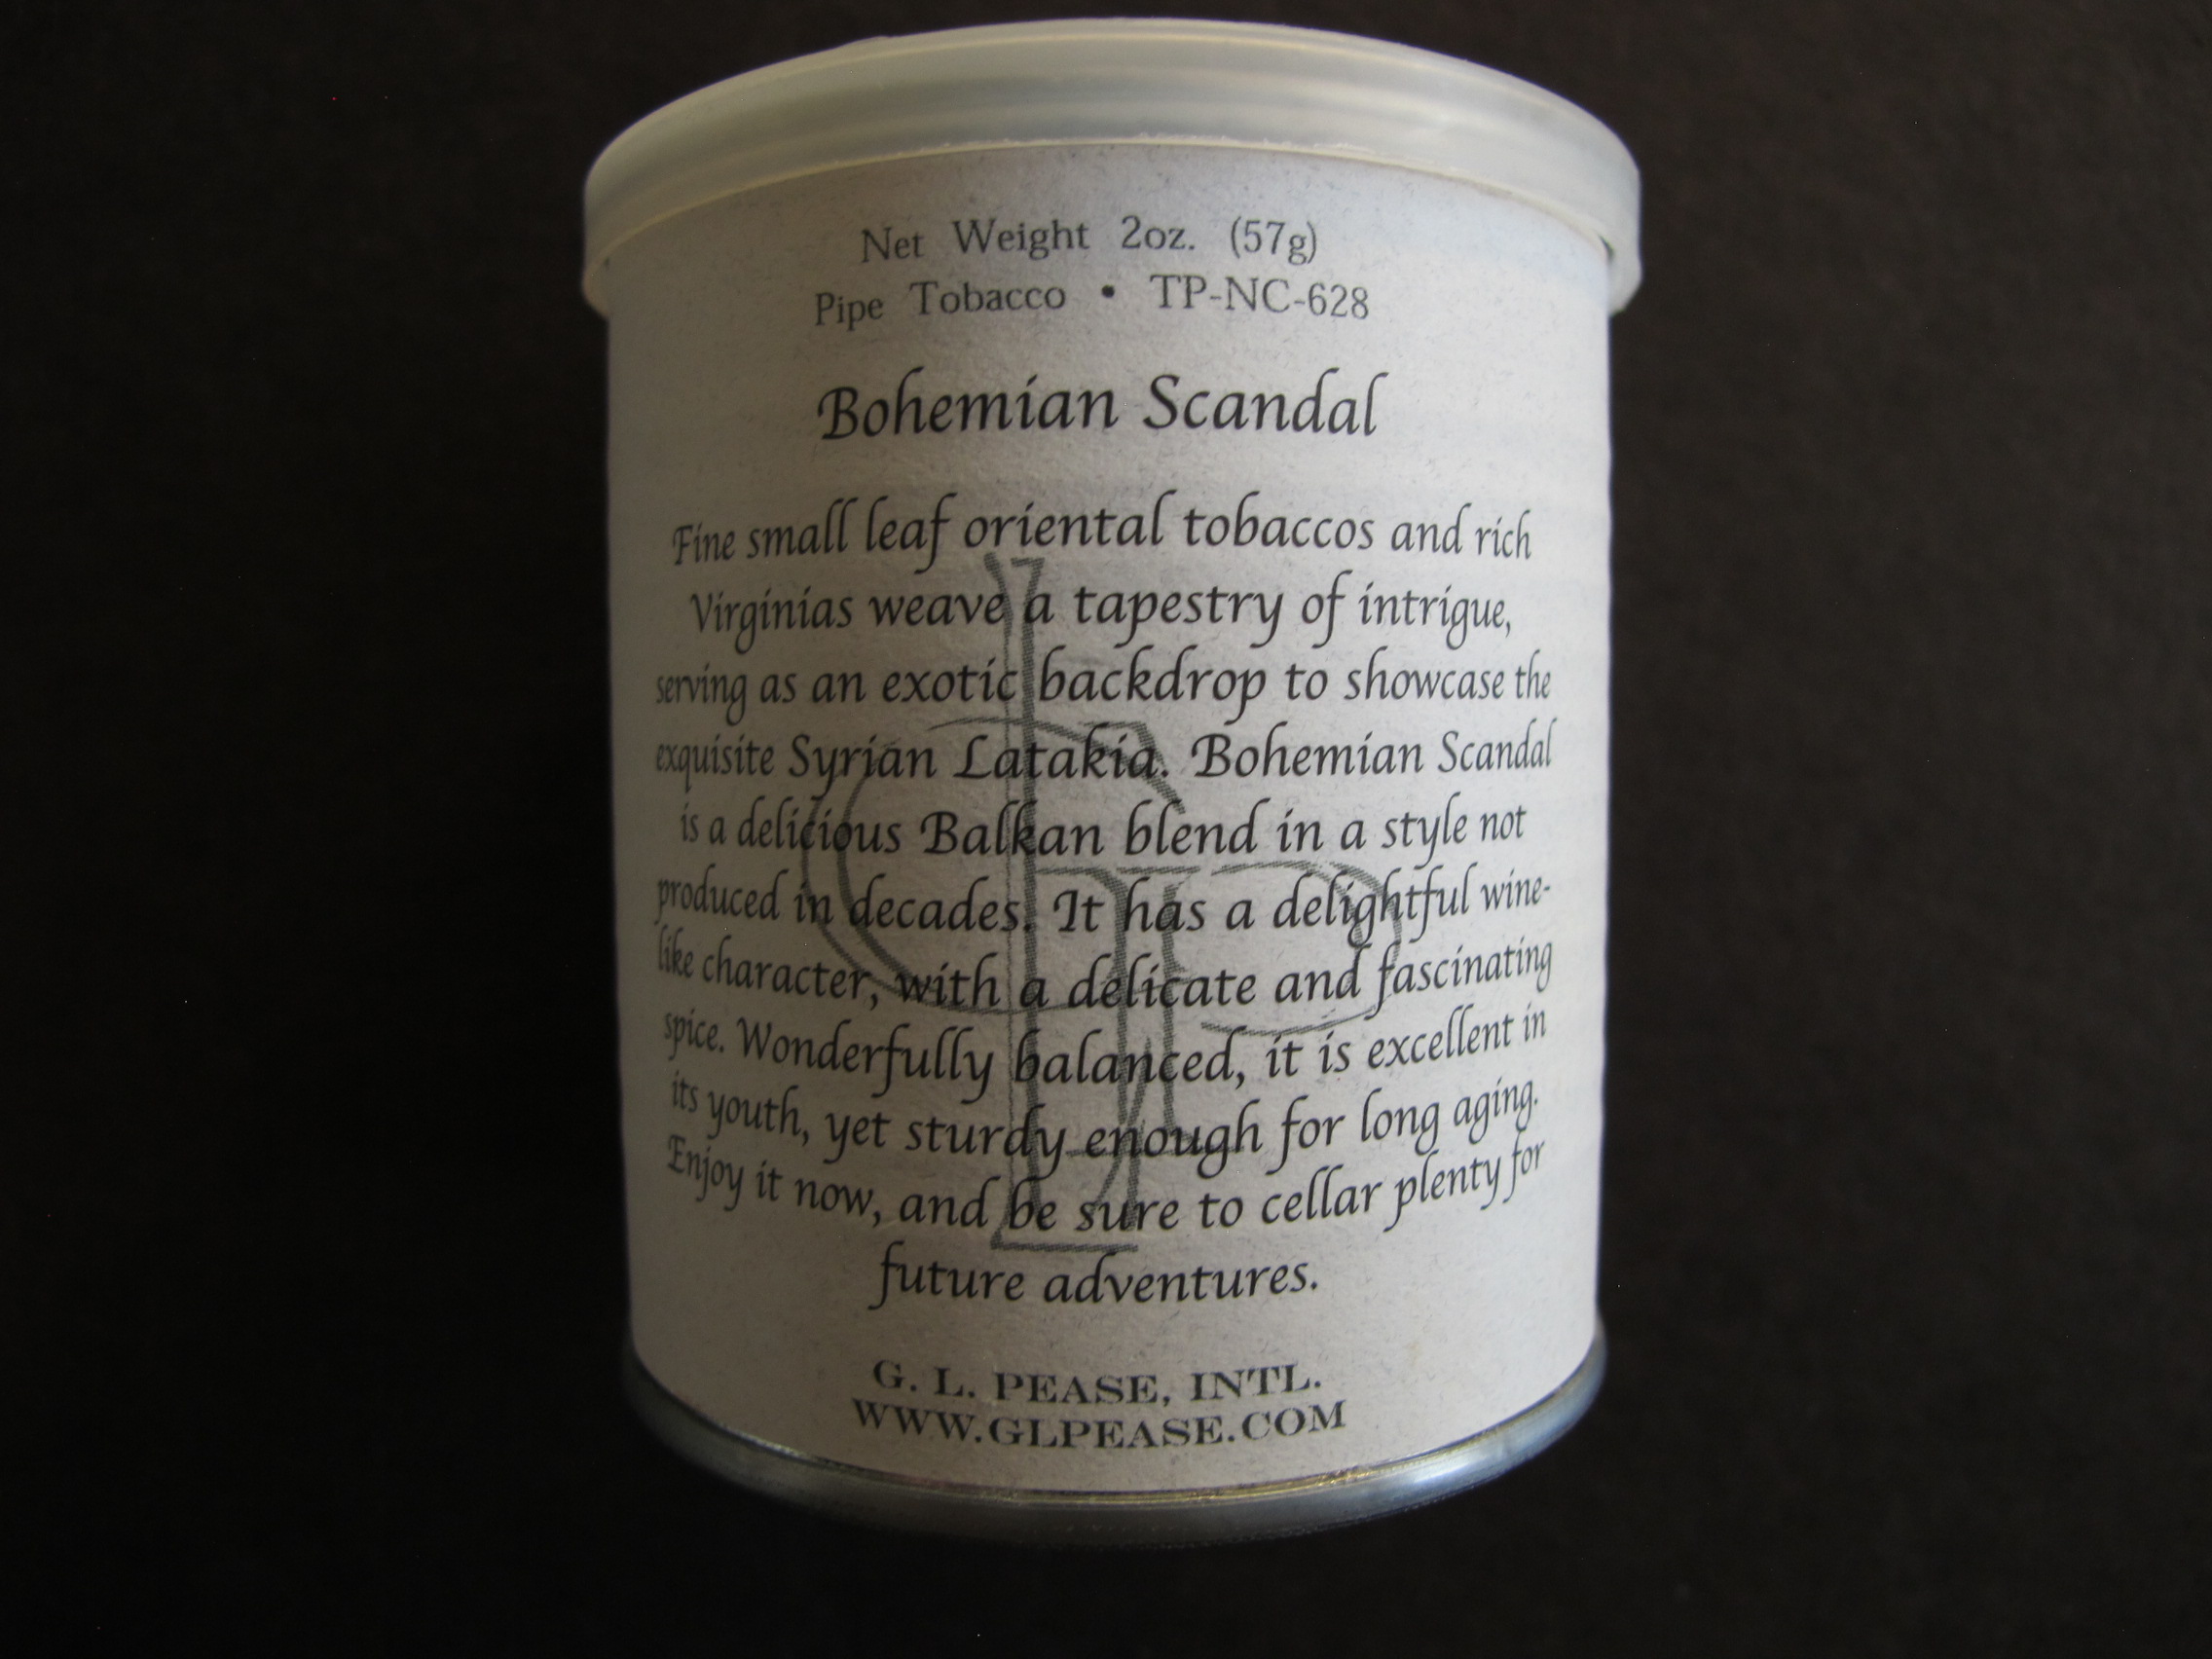 Net Weight 2oz. (57g)
Pipe Tobacco • TP-NC-628
Bohemian Scandal
Fine small leaf oriental tobaccos and rich
Virginias weave a tapestry of intrigue,
serving as an exotic backdrop to showcase the
exquisite Syrian Latakia. Bohemian Scandal
is a delicious Balkan blend in a style not
produced in decades. It has a delightful wine-
like character, with a delicate and fascinating
spice. Wonderfully balanced, it is excellent in
its youth, yet sturdy enough for long aging.
Enjoy it now, and be sure to cellar plenty for
future adventures.
G. L. PEASE, INTL.
WWW.GLPEASE.COM